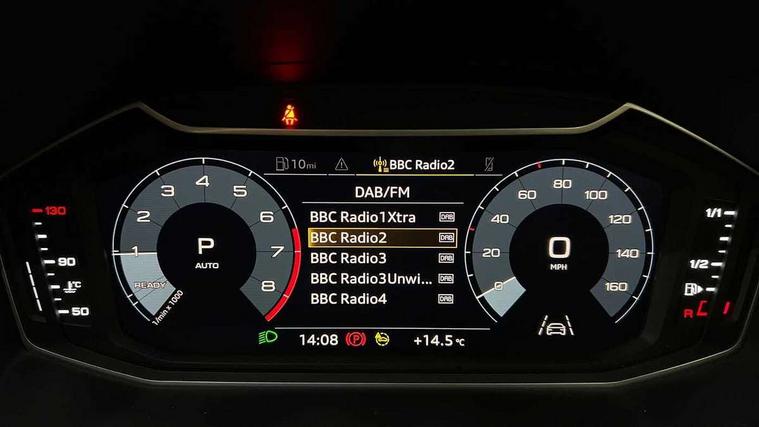 10mi BBC Radio2
DAB/FM
BBC Radio1Xtra DAB
BBC Radio2 DAB
BBC Radio3 DAB
BBC Radio3Unwi... DAB
BBC Radio4 DAB
14:08 +14.5°C
130
90
°C
50
1
2
3
4
5
6
7
8
P
AUTO
READY
1/min x 1000
0
20
40
60
80
100
120
140
160
0
MPH
1/1
1/2
R